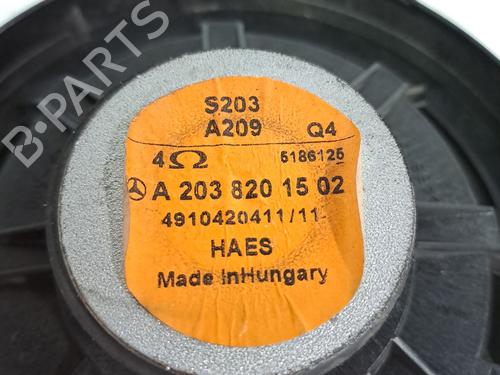 B-PARTS
S203
A209 Q4
4Ω 5186125
A 203 820 15 02
4910420411/11
HAES
Made InHungary